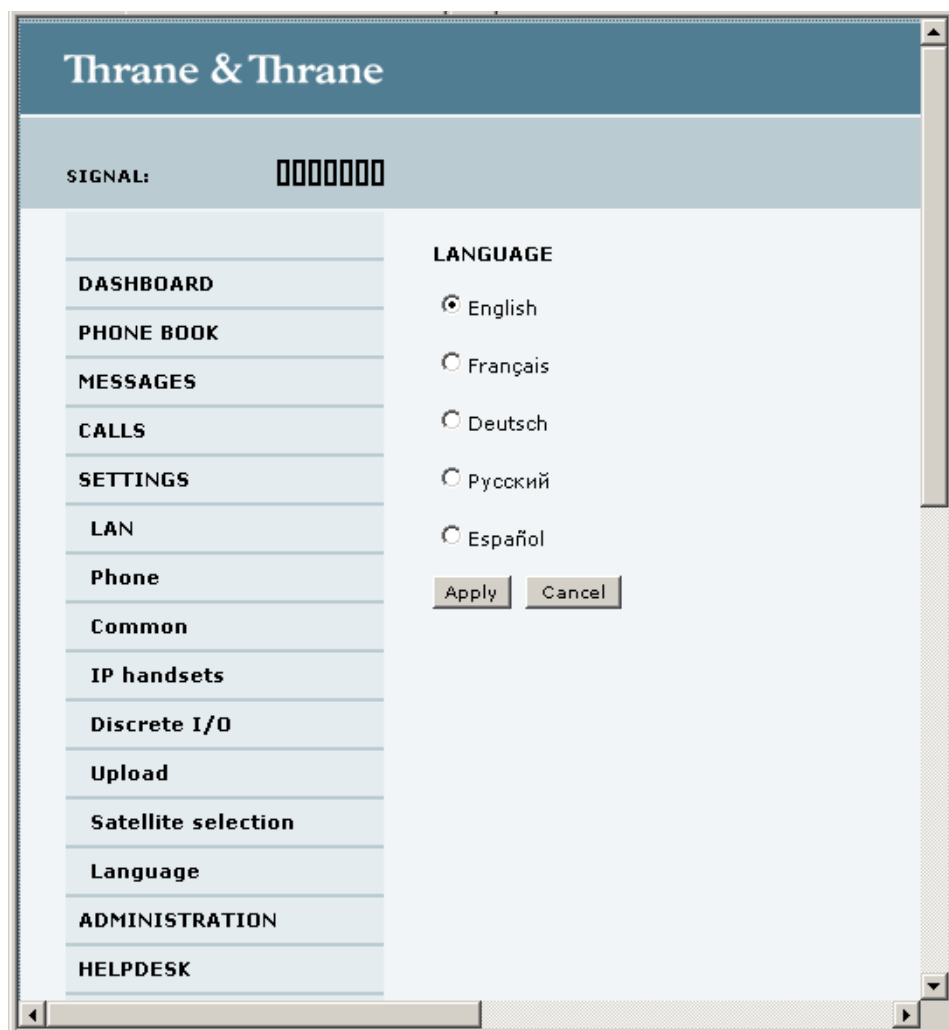 Thrane & Thrane
SIGNAL:
DASHBOARD
PHONE BOOK
MESSAGES
CALLS
SETTINGS
LAN
Phone
Common
IP handsets
Discrete I/O
Upload
Satellite selection
Language
ADMINISTRATION
HELPDESK
LANGUAGE
English
Français
Deutsch
Русский
Español
Apply Cancel